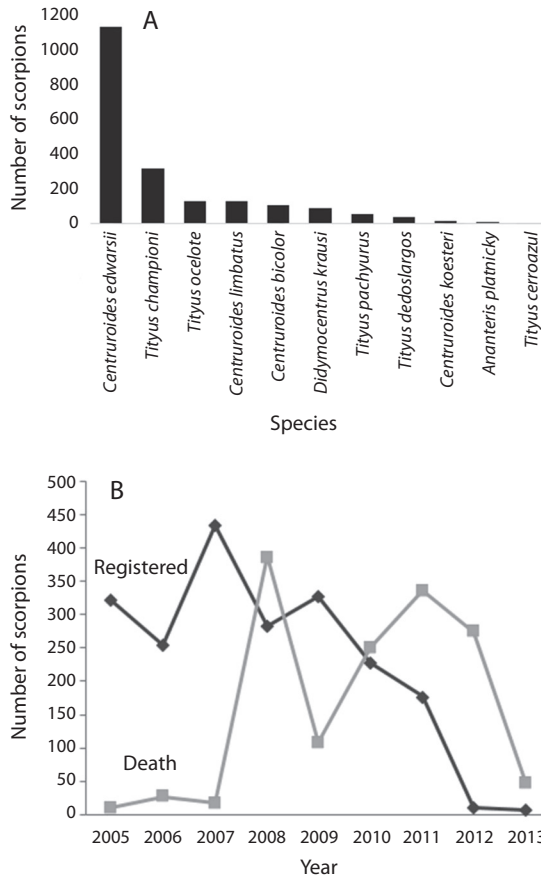 A
Number of scorpions
1200
1000
800
600
400
200
0
Centruroides edwarsii
Tityus championi
Tityus ocelote
Centruroides limbatus
Centruroides bicolor
Didymocentrus krausi
Tityus pachyurus
Tityus dedoslargos
Centruroides koesteri
Ananteris platnicky
Tityus cerroazul
Species
B
Number of scorpions
500
450
400
350
300
250
200
150
100
50
0
Registered
Death
2005 2006 2007 2008 2009 2010 2011 2012 2013
Year